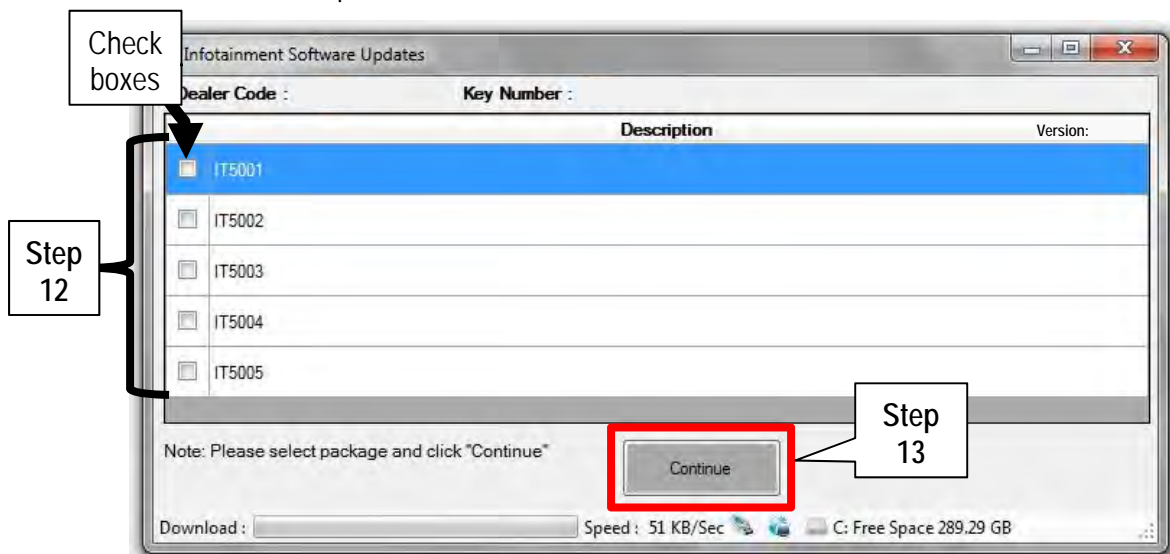 Check
boxes
Infotainment Software Updates
Dealer Code :
Key Number :
Description
Version:
IT5001
IT5002
IT5003
IT5004
IT5005
Step
12
Step
13
Note: Please select package and click "Continue"
Continue
Download :
Speed : 51 KB/Sec
C: Free Space 289.29 GB